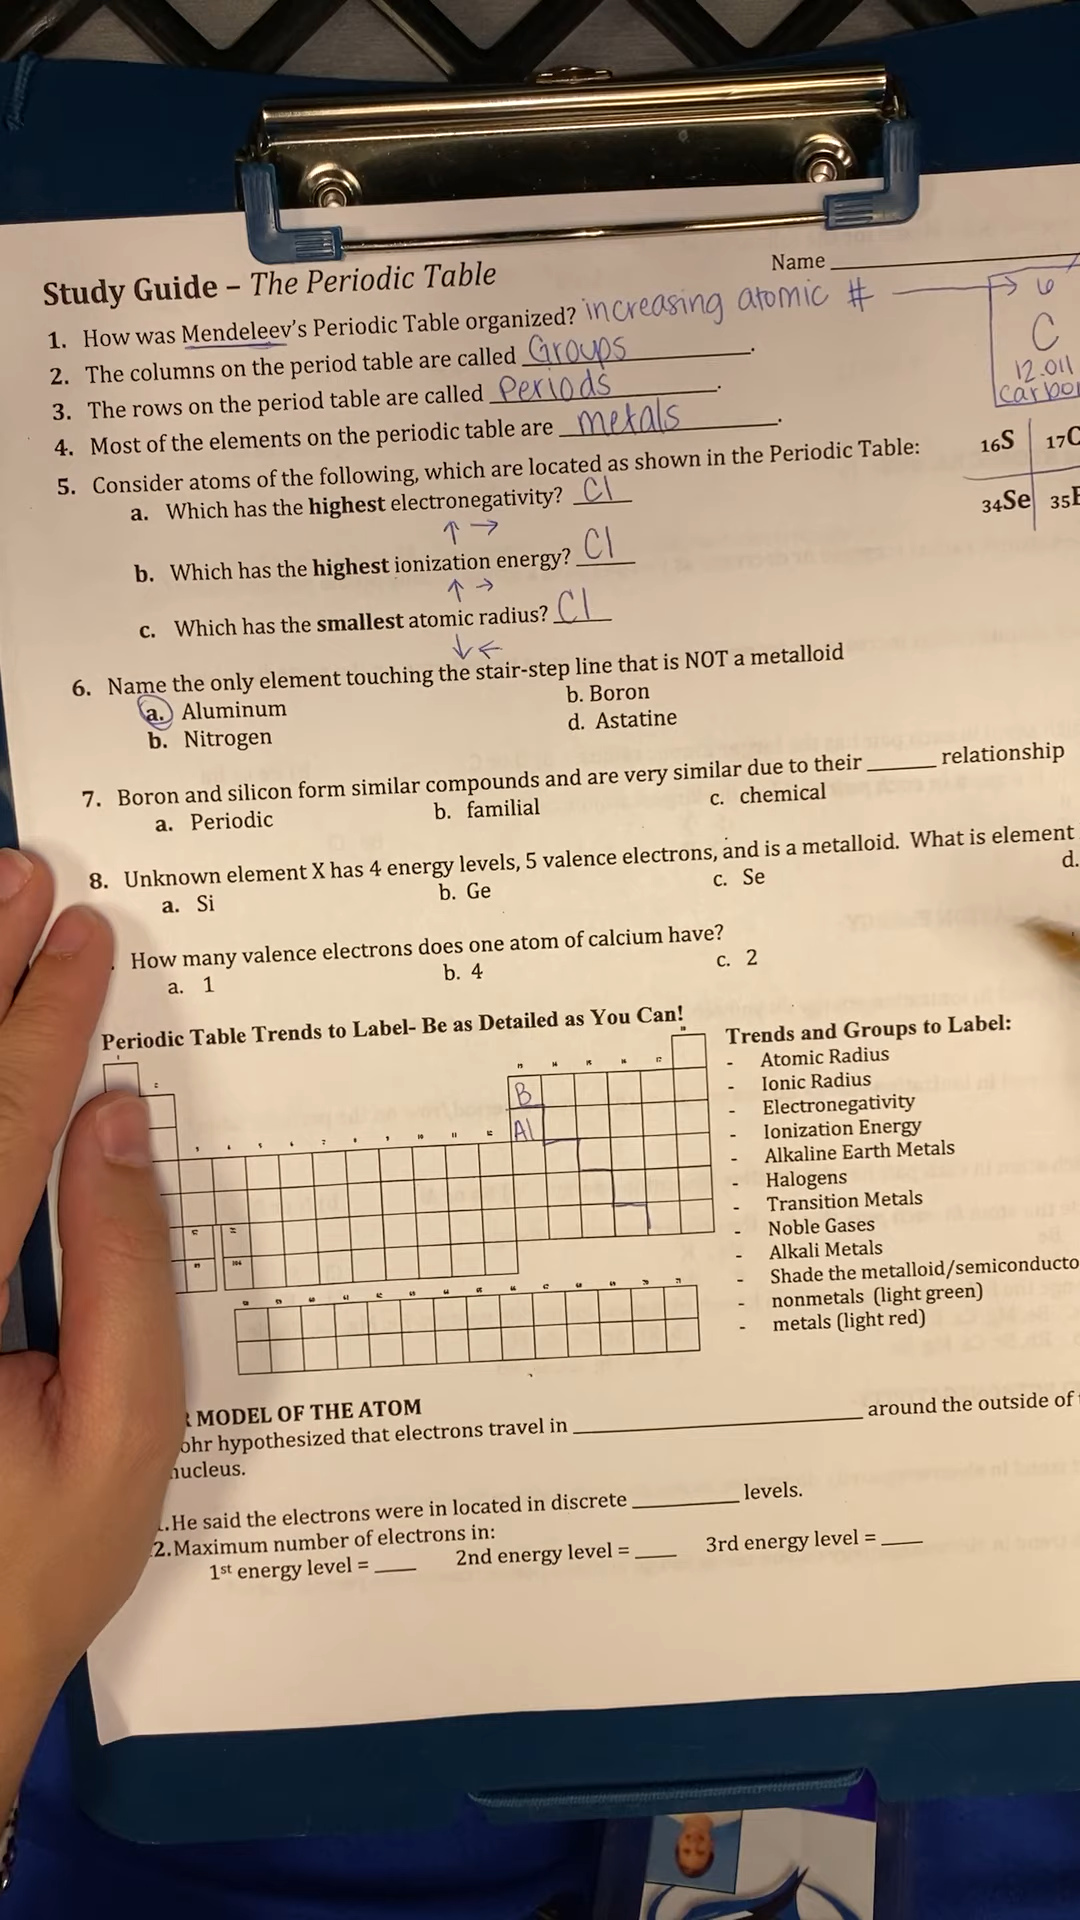 Study Guide – The Periodic Table
Name
1. How was Mendeleev's Periodic Table organized? increasing atomic #
6
C
12.011
2. The columns on the period table are called Groups.
3. The rows on the period table are called Periods.
4. Most of the elements on the periodic table are metals.
5. Consider atoms of the following, which are located as shown in the Periodic Table:
16S
34Se
a. Which has the highest electronegativity? Cl
↑ →
b. Which has the highest ionization energy? Cl
↑ →
c. Which has the smallest atomic radius? Cl
↓ ←
6. Name the only element touching the stair-step line that is NOT a metalloid
a. Aluminum b. Boron
b. Nitrogen d. Astatine
7. Boron and silicon form similar compounds and are very similar due to their ______ relationship
a. Periodic b. familial c. chemical
8. Unknown element X has 4 energy levels, 5 valence electrons, and is a metalloid. What is element
a. Si b. Ge c. Se d.
. How many valence electrons does one atom of calcium have?
a. 1 b. 4 c. 2
Periodic Table Trends to Label- Be as Detailed as You Can!
B
Al
Trends and Groups to Label:
- Atomic Radius
- Ionic Radius
- Electronegativity
- Ionization Energy
- Alkaline Earth Metals
- Halogens
- Transition Metals
- Noble Gases
- Alkali Metals
- Shade the metalloid/semiconducto
- nonmetals (light green)
- metals (light red)
MODEL OF THE ATOM
ohr hypothesized that electrons travel in ______ around the outside of
nucleus.
.He said the electrons were in located in discrete ______ levels.
2.Maximum number of electrons in:
1st energy level = ____ 2nd energy level = ____ 3rd energy level = ____